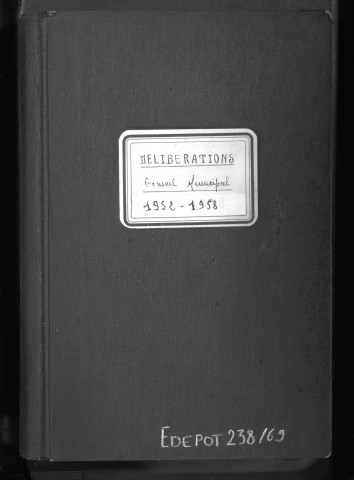 DELIBERATIONS
Conseil Municipal
1952 - 1958
EDEPOT 238/69